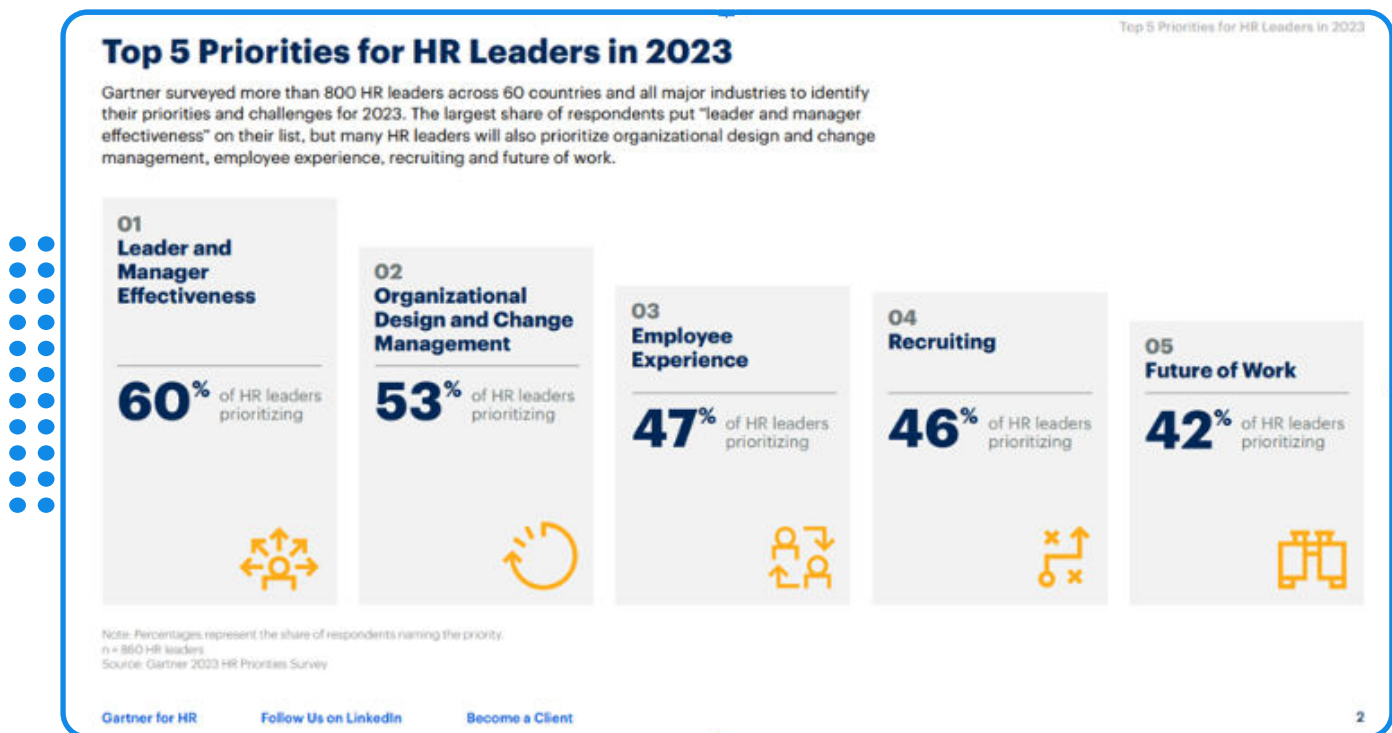 Top 5 Priorities for HR Leaders in 2023
Top 5 Priorities for HR Leaders in 2023
Gartner surveyed more than 800 HR leaders across 60 countries and all major industries to identify
their priorities and challenges for 2023. The largest share of respondents put "leader and manager
effectiveness" on their list, but many HR leaders will also prioritize organizational design and change
management, employee experience, recruiting and future of work.
01
Leader and
Manager
Effectiveness
60% of HR leaders
prioritizing
02
Organizational
Design and Change
Management
53% of HR leaders
prioritizing
03
Employee
Experience
47% of HR leaders
prioritizing
04
Recruiting
46% of HR leaders
prioritizing
05
Future of Work
42% of HR leaders
prioritizing
Note: Percentages represent the share of respondents naming the priority.
n = 860 HR leaders
Source: Gartner 2023 HR Priorities Survey
Gartner for HR
Follow Us on LinkedIn
Become a Client
2